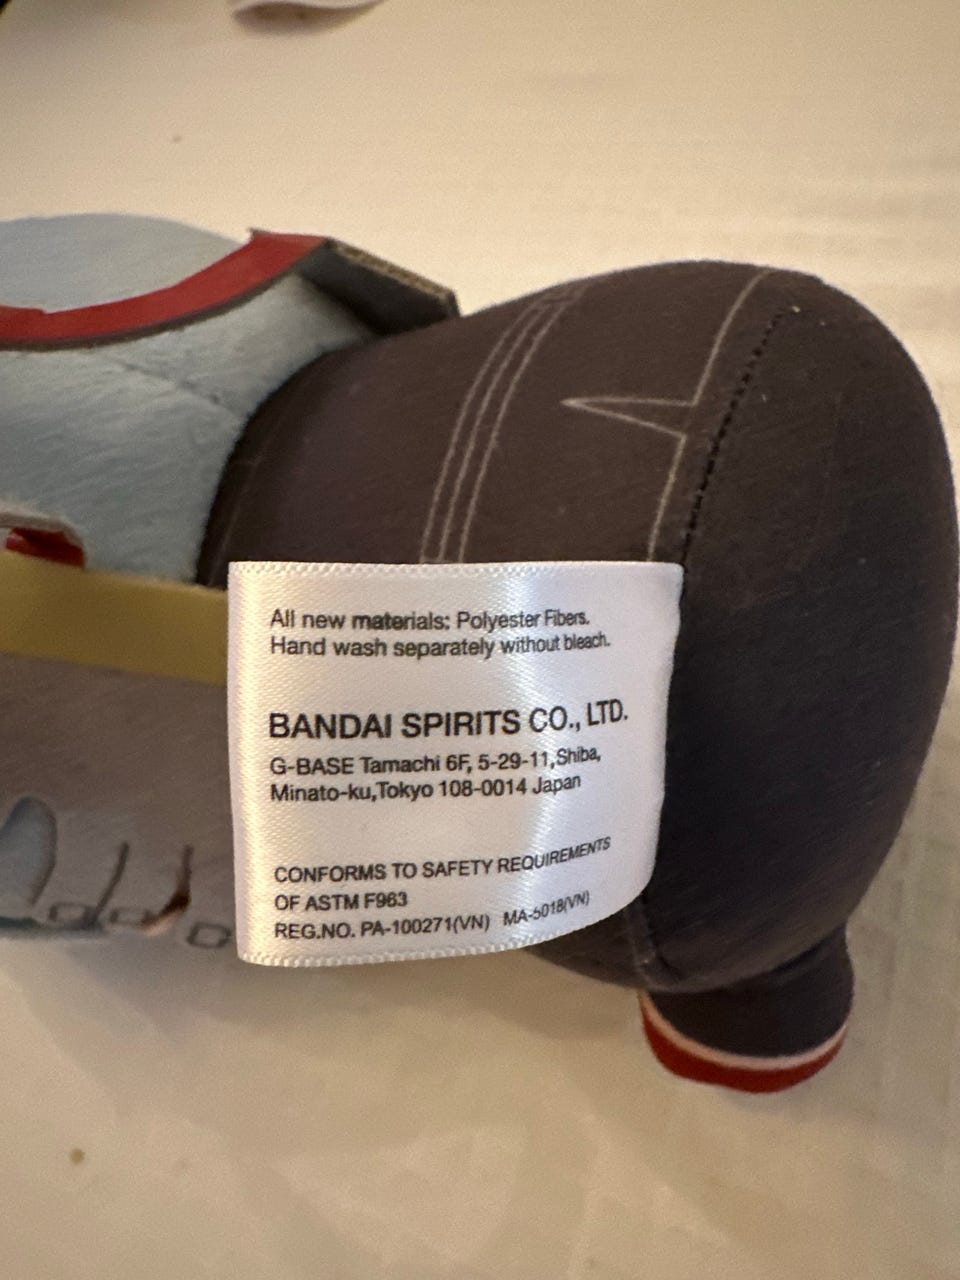 All new materials: Polyester Fibers.
Hand wash separately without bleach.
BANDAI SPIRITS CO., LTD.
G-BASE Tamachi 6F, 5-29-11,Shiba,
Minato-ku,Tokyo 108-0014 Japan
CONFORMS TO SAFETY REQUIREMENTS
OF ASTM F963
REG.NO. PA-100271(VN) MA-5018(VN)